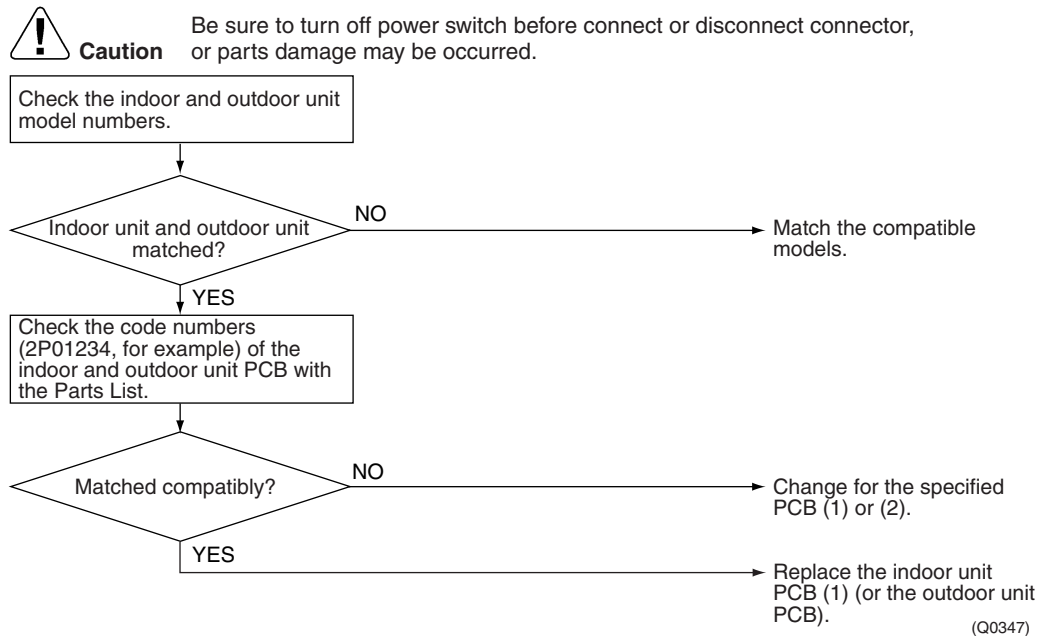 Be sure to turn off power switch before connect or disconnect connector,
Caution or parts damage may be occurred.
Check the indoor and outdoor unit
model numbers.
Indoor unit and outdoor unit
matched?
NO
Match the compatible
models.
YES
Check the code numbers
(2P01234, for example) of the
indoor and outdoor unit PCB with
the Parts List.
Matched compatibly?
NO
Change for the specified
PCB (1) or (2).
YES
Replace the indoor unit
PCB (1) (or the outdoor unit
PCB).
(Q0347)